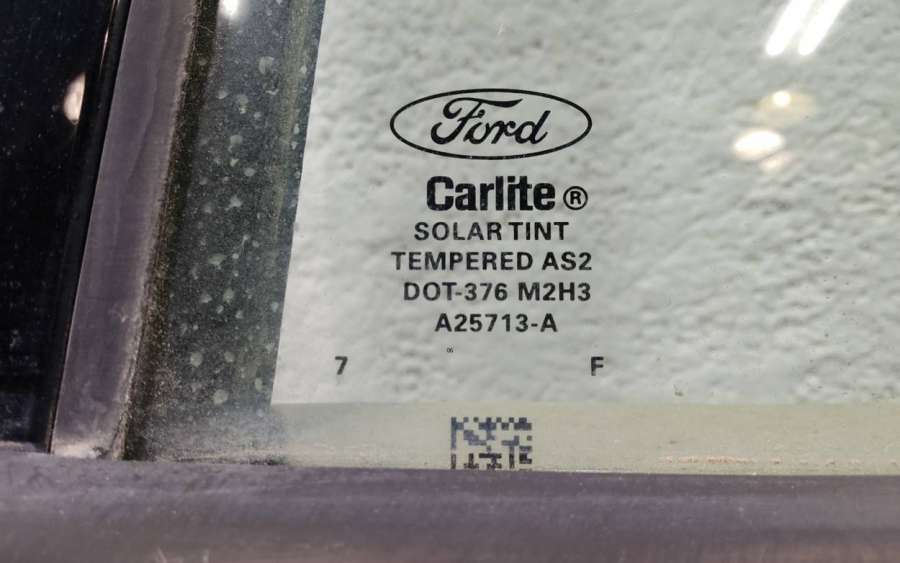 Ford
Carlite®
SOLAR TINT
TEMPERED AS2
DOT-376 M2H3
A25713-A
7 F